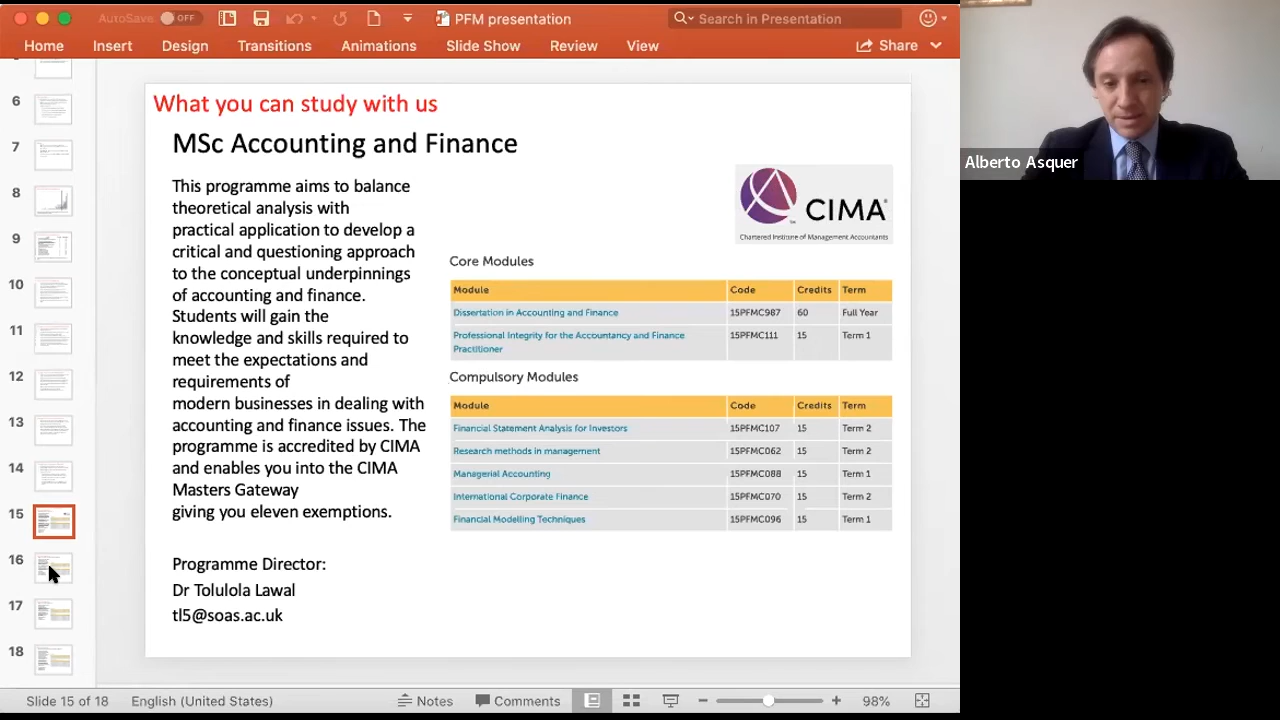 AutoSave
OFF
PFM presentation
Search in Presentation
Home
Insert
Design
Transitions
Animations
Slide Show
Review
View
Share
6
7
8
9
10
11
12
13
14
15
16
17
18
What you can study with us
MSc Accounting and Finance
This programme aims to balance
theoretical analysis with
practical application to develop a
critical and questioning approach
to the conceptual underpinnings
of accounting and finance.
Students will gain the
knowledge and skills required to
meet the expectations and
requirements of
modern businesses in dealing with
accounting and finance issues. The
programme is accredited by CIMA
and enables you into the CIMA
Masters Gateway
giving you eleven exemptions.
Programme Director:
Dr Tolulola Lawal
tl5@soas.ac.uk
CIMA
Chartered Institute of Management Accountants
Core Modules
Module Code Credits Term
Dissertation in Accounting and Finance 15PFMC987 60 Full Year
Professional Integrity for the Accountancy and Finance 15PFMC111 15 Term 1
Practitioner
Compulsory Modules
Module Code Credits Term
Financial Statement Analysis for Investors 15PFMC107 15 Term 2
Research methods in management 15PFMC062 15 Term 2
Managerial Accounting 15PFMC088 15 Term 1
International Corporate Finance 15PFMC070 15 Term 2
Financial Modelling Techniques 15PFMC096 15 Term 1
Alberto Asquer
Slide 15 of 18
English (United States)
Notes
Comments
98%